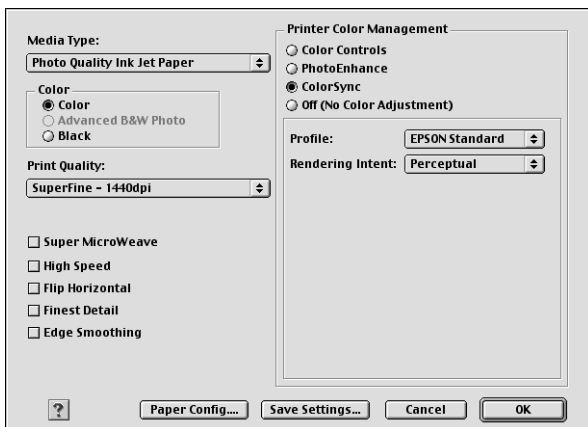 Media Type:
Photo Quality Ink Jet Paper
Color
Color
Advanced B&W Photo
Black
Print Quality:
SuperFine - 1440dpi
Super MicroWeave
High Speed
Flip Horizontal
Finest Detail
Edge Smoothing
Printer Color Management
Color Controls
PhotoEnhance
ColorSync
Off (No Color Adjustment)
Profile: EPSON Standard
Rendering Intent: Perceptual
? Paper Config.... Save Settings... Cancel OK